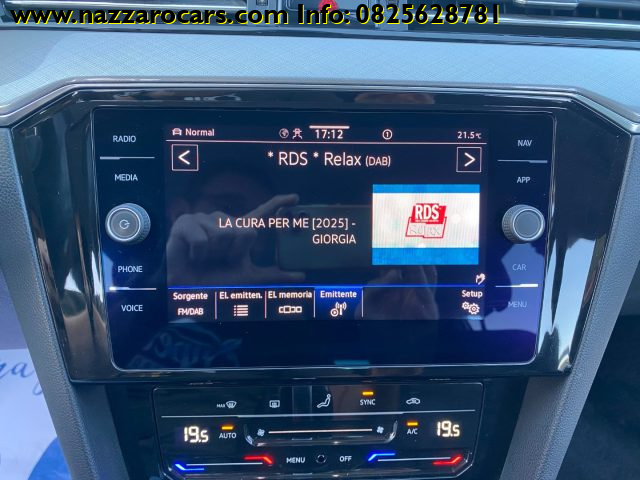 www.nazzarocars.com Info: 0825628781
Normal 17:12 1 21.5°C
RADIO
NAV
< * RDS * Relax (DAB) >
MEDIA
APP
RDS
LA CURA PER ME [2025] -
GIORGIA
PHONE
CAR
VOICE
MENU
Sorgente El. emitten. El. memoria Emittente Setup
FM/DAB
MAX SYNC
19.5 AUTO A/C 19.5
MENU OFF